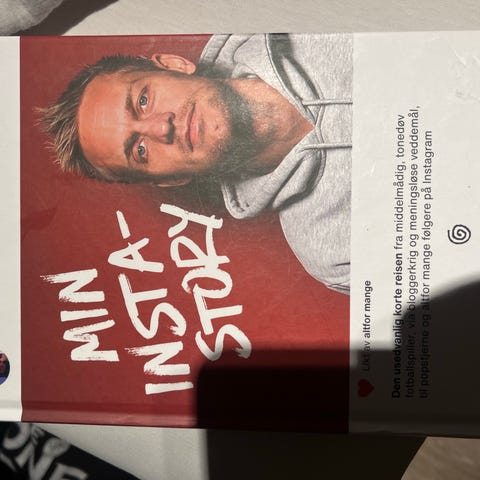 MIN
INSTA-
STORY
Likt av altfor mange
Den usedvanlig korte reisen fra middelmådig, tonedøv
fotballspiller, via bloggerkrig og meningsløse veddemål,
til popstjerne og altfor mange følgere på Instagram